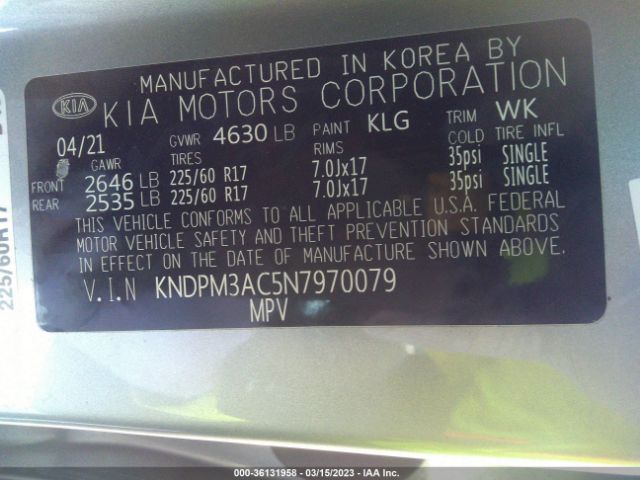 MANUFACTURED IN KOREA BY
KIA KIA MOTORS CORPORATION
04/21 GVWR 4630 LB PAINT KLG TRIM WK
GAWR TIRES RIMS COLD TIRE INFL
FRONT 2646 LB 225/60 R17 7.0Jx17 35psi SINGLE
REAR 2535 LB 225/60 R17 7.0Jx17 35psi SINGLE
THIS VEHICLE CONFORMS TO ALL APPLICABLE U.S.A. FEDERAL
MOTOR VEHICLE SAFETY AND THEFT PREVENTION STANDARDS
IN EFFECT ON THE DATE OF MANUFACTURE SHOWN ABOVE.
V.I.N KNDPM3AC5N7970079
MPV
225/60R17
000-36131958 - 03/15/2023 - IAAI.COM